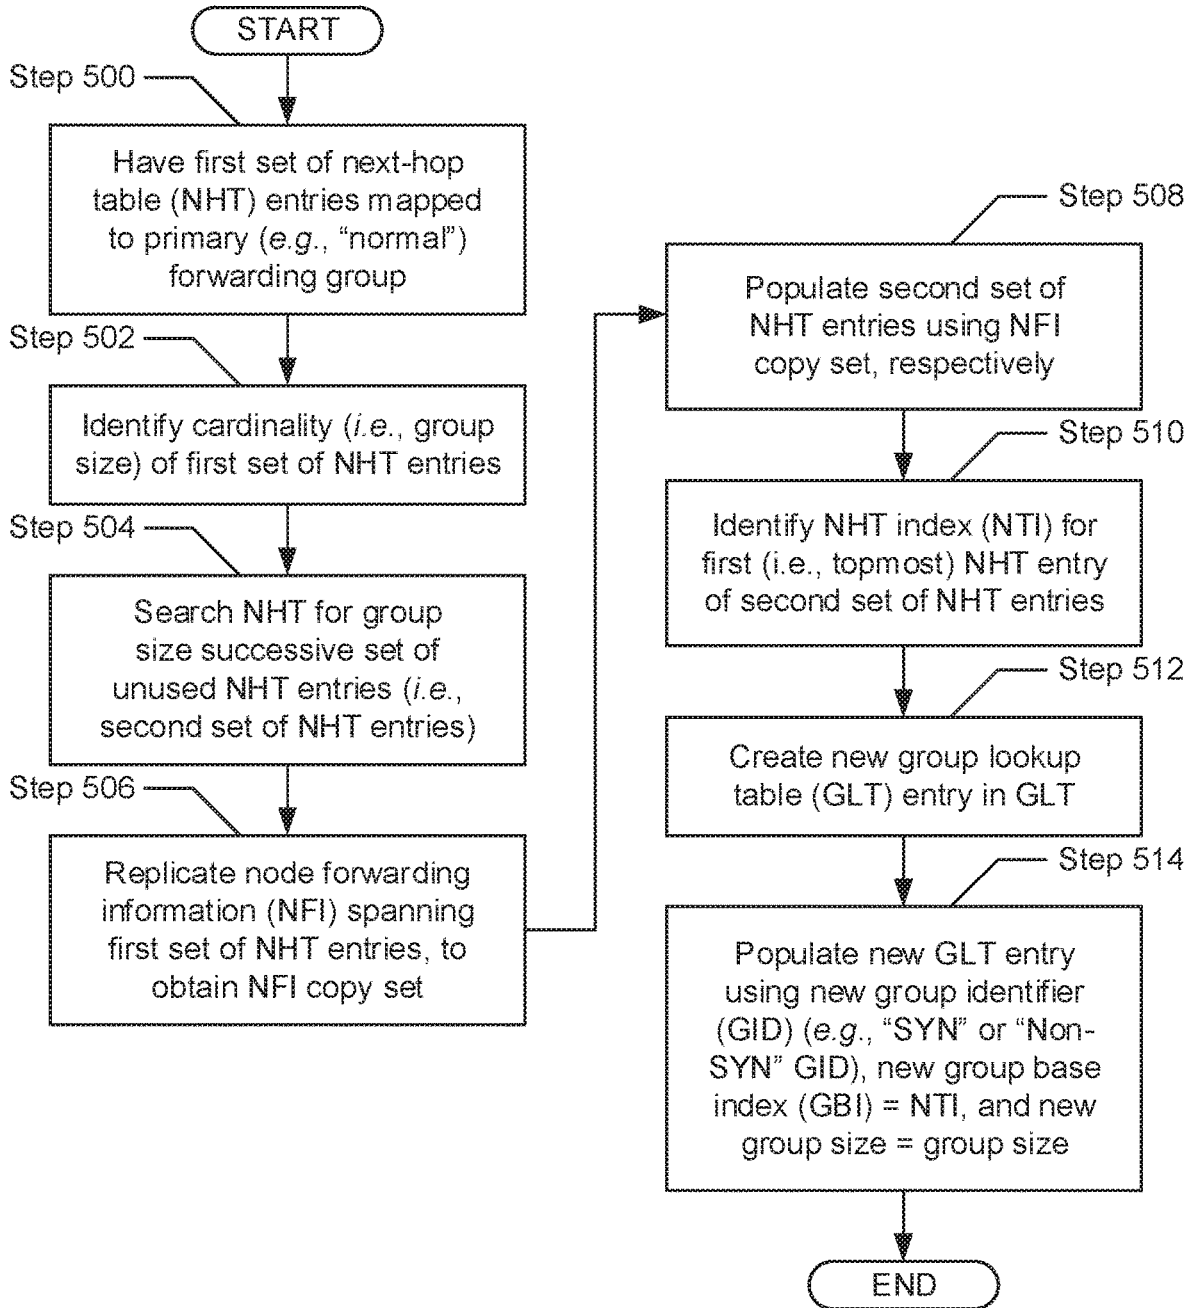 START
Step 500
Have first set of next-hop
table (NHT) entries mapped
to primary (e.g., “normal”)
forwarding group
Step 502
Identify cardinality (i.e., group
size) of first set of NHT entries
Step 504
Search NHT for group
size successive set of
unused NHT entries (i.e.,
second set of NHT entries)
Step 506
Replicate node forwarding
information (NFI) spanning
first set of NHT entries, to
obtain NFI copy set
Step 508
Populate second set of
NHT entries using NFI
copy set, respectively
Step 510
Identify NHT index (NTI) for
first (i.e., topmost) NHT entry
of second set of NHT entries
Step 512
Create new group lookup
table (GLT) entry in GLT
Step 514
Populate new GLT entry
using new group identifier
(GID) (e.g., “SYN” or “Non-
SYN” GID), new group base
index (GBI) = NTI, and new
group size = group size
END